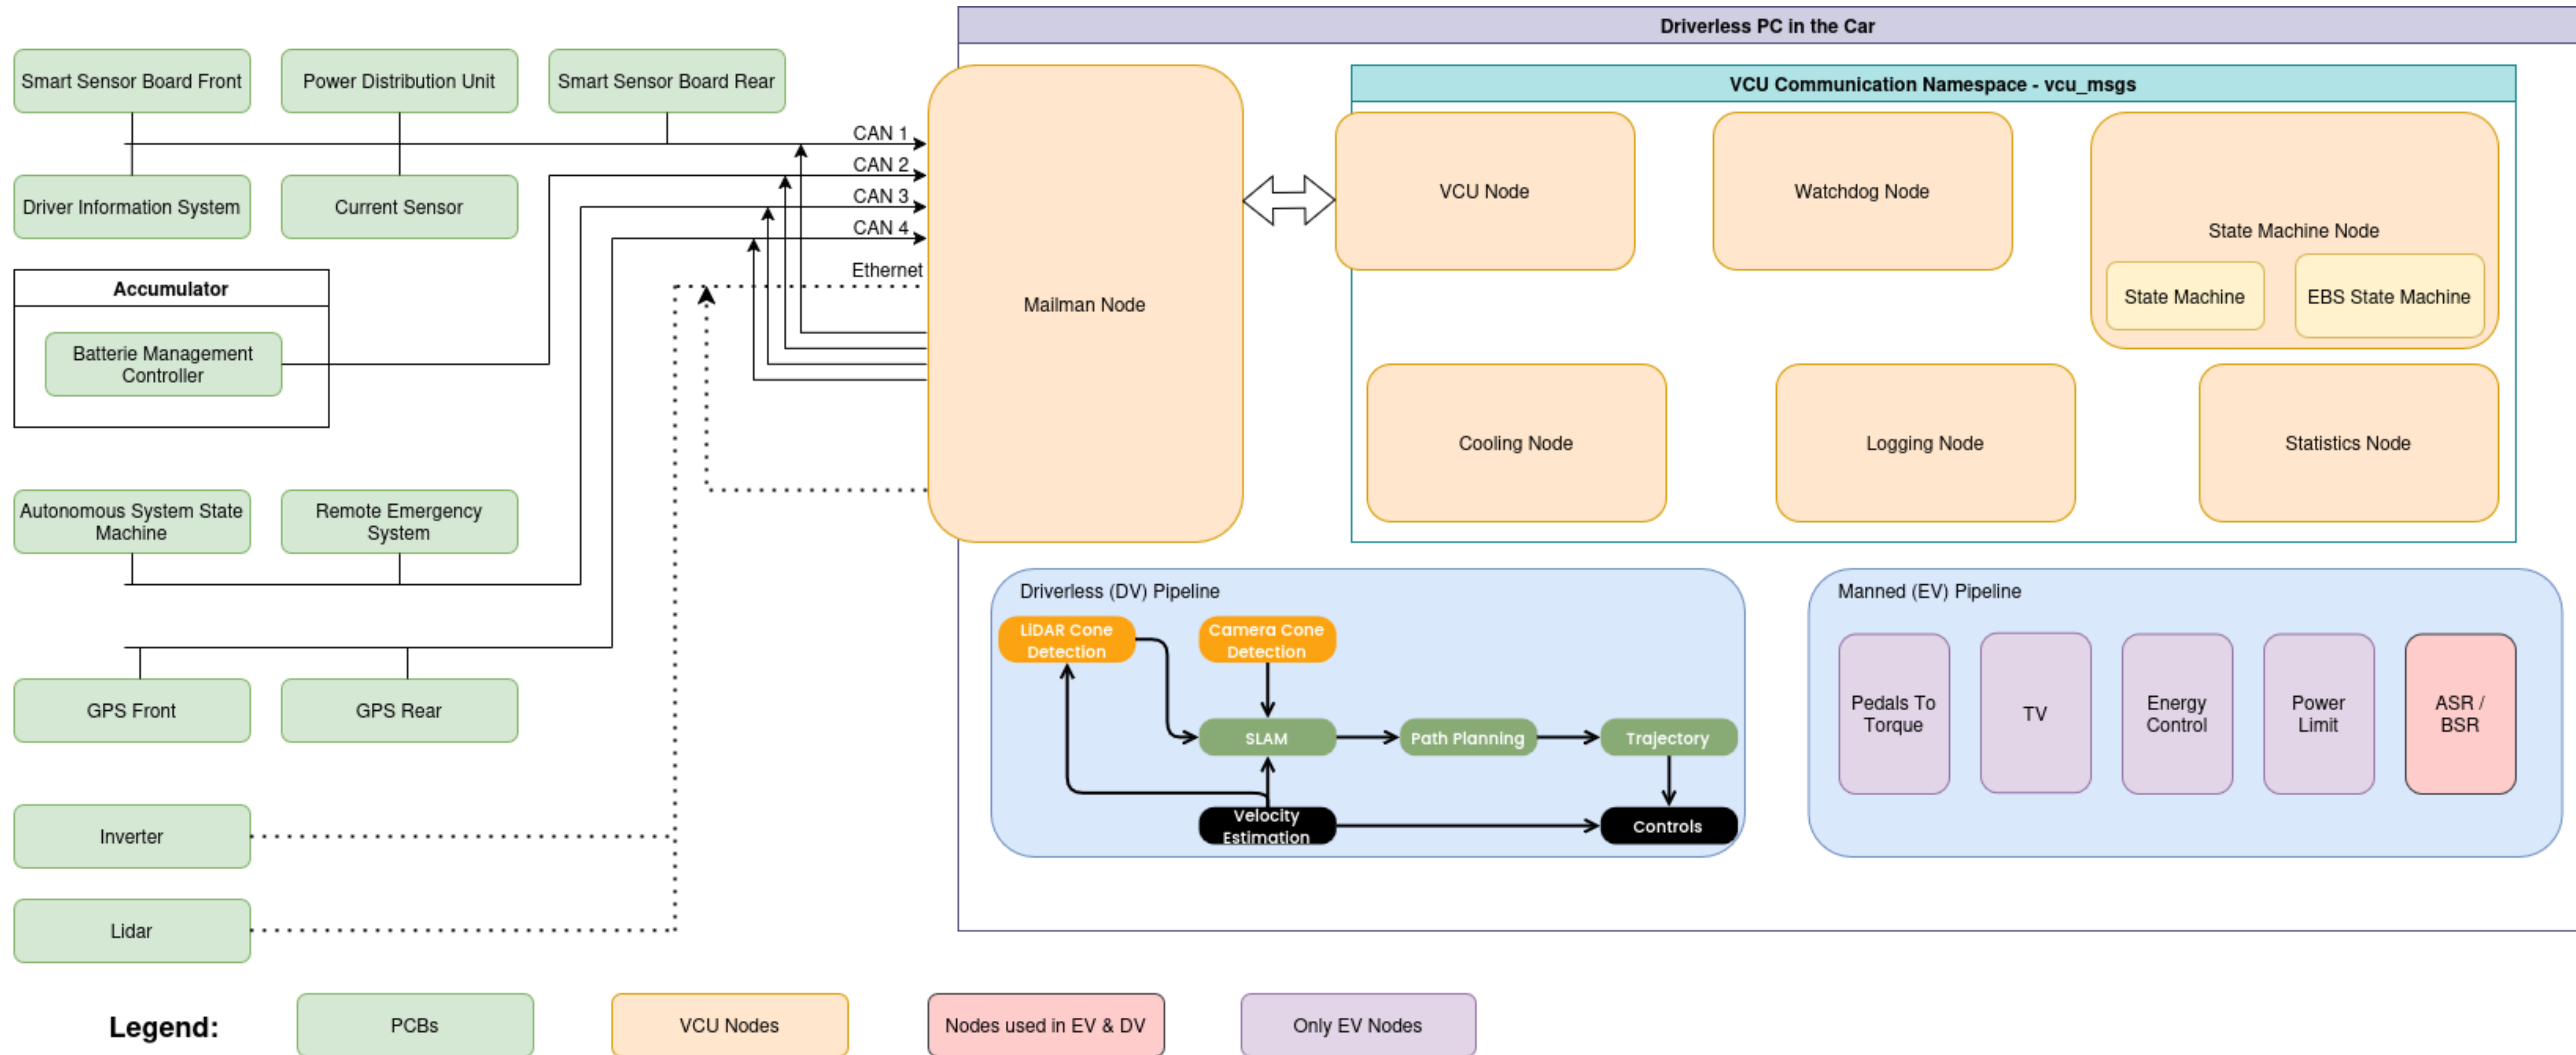 Driverless PC in the Car
Smart Sensor Board Front
Power Distribution Unit
Smart Sensor Board Rear
VCU Communication Namespace - vcu_msgs
CAN 1
CAN 2
CAN 3
CAN 4
Ethernet
Driver Information System
Current Sensor
Mailman Node
VCU Node
Watchdog Node
State Machine Node
State Machine
EBS State Machine
Accumulator
Batterie Management
Controller
Cooling Node
Logging Node
Statistics Node
Autonomous System State
Machine
Remote Emergency
System
GPS Front
GPS Rear
Inverter
Lidar
Driverless (DV) Pipeline
LiDAR Cone
Detection
Camera Cone
Detection
SLAM
Path Planning
Trajectory
Velocity
Estimation
Controls
Manned (EV) Pipeline
Pedals To
Torque
TV
Energy
Control
Power
Limit
ASR /
BSR
Legend:
PCBs
VCU Nodes
Nodes used in EV & DV
Only EV Nodes